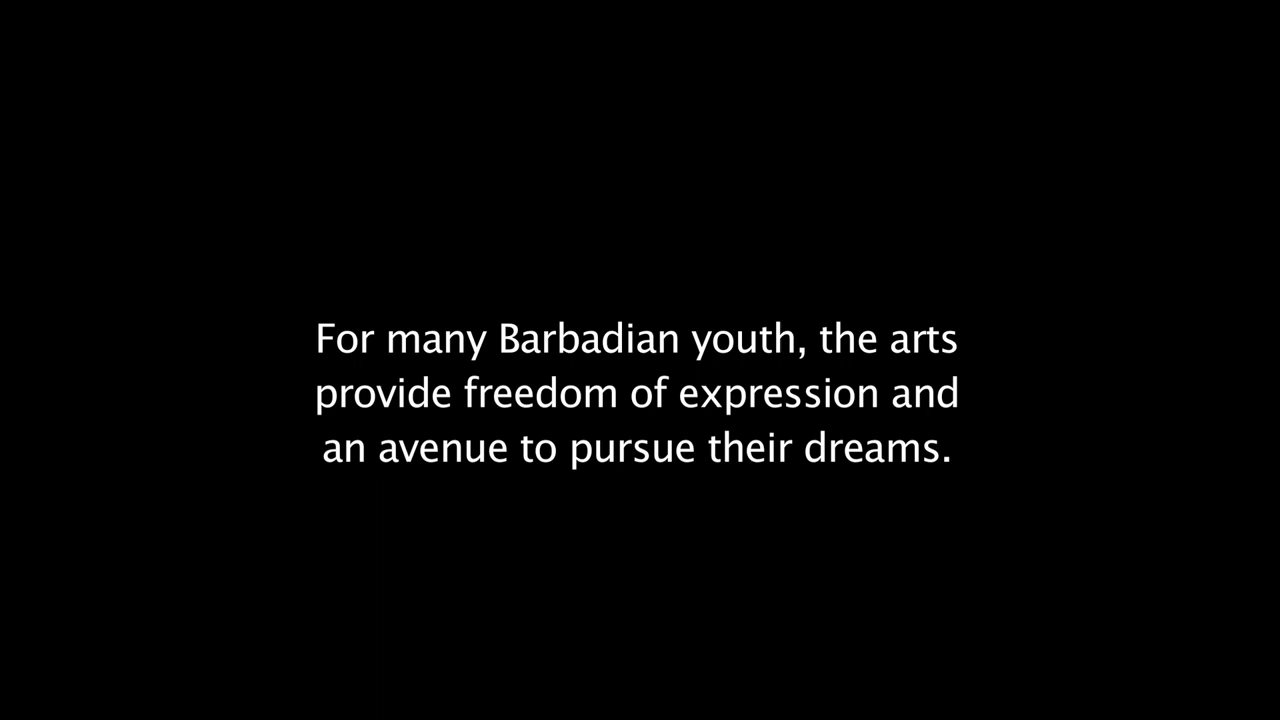 For many Barbadian youth, the arts
provide freedom of expression and
an avenue to pursue their dreams.